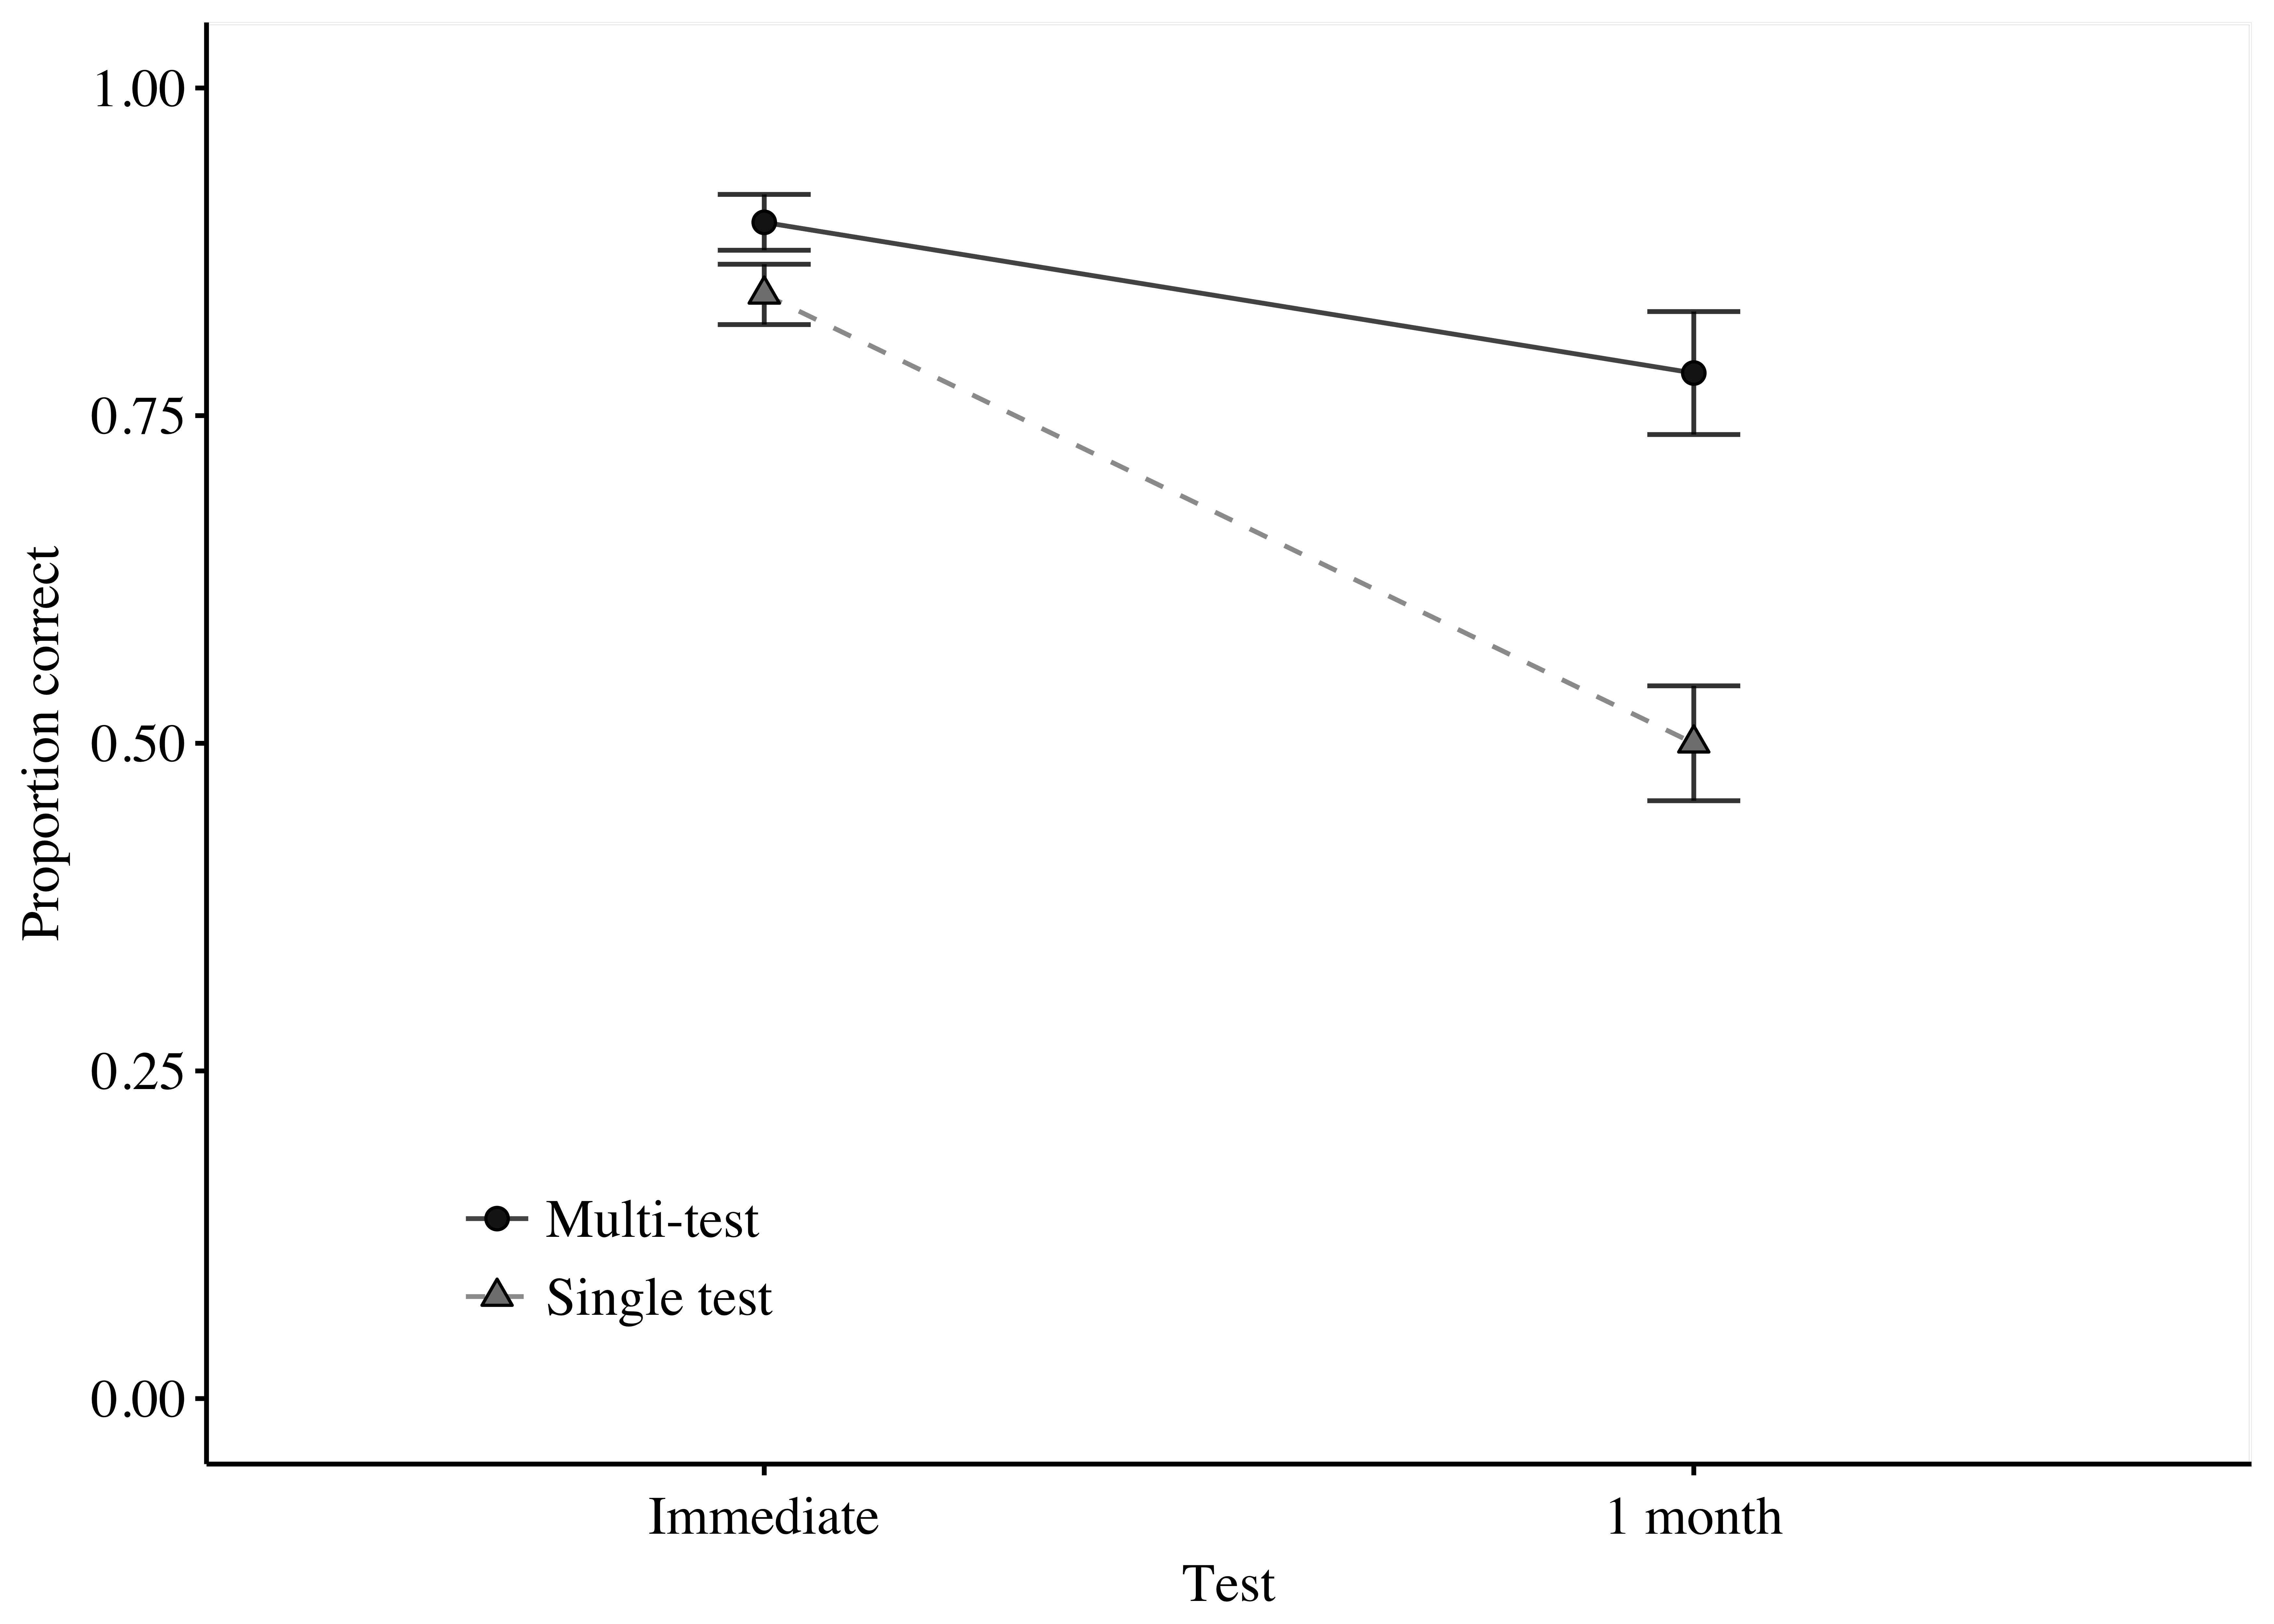 1.00
0.75
0.50
0.25
0.00
Proportion correct
Multi-test
Single test
Immediate
1 month
Test